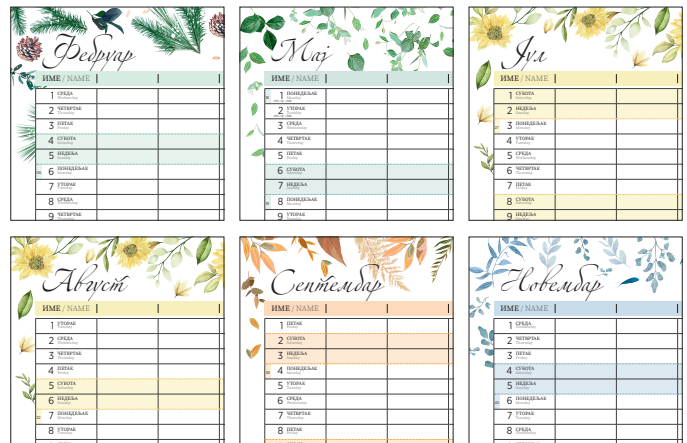 Фебруар
ИМЕ / NAME
1 СРЕДА
Wednesday
2 ЧЕТВРТАК
Thursday
3 ПЕТАК
Friday
4 СУБОТА
Saturday
5 НЕДЕЉА
Sunday
6 ПОНЕДЕЉАК
Monday
7 УТОРАК
Tuesday
8 СРЕДА
Wednesday
9 ЧЕТВРТАК
Мај
ИМЕ / NAME
1 ПОНЕДЕЉАК
Monday
2 УТОРАК
Tuesday
3 СРЕДА
Wednesday
4 ЧЕТВРТАК
Thursday
5 ПЕТАК
Friday
6 СУБОТА
Saturday
7 НЕДЕЉА
Sunday
8 ПОНЕДЕЉАК
Monday
9 УТОРАК
Јул
ИМЕ / NAME
1 СУБОТА
Saturday
2 НЕДЕЉА
Sunday
3 ПОНЕДЕЉАК
Monday
4 УТОРАК
Tuesday
5 СРЕДА
Wednesday
6 ЧЕТВРТАК
Thursday
7 ПЕТАК
Friday
8 СУБОТА
Saturday
9 НЕДЕЉА
Август
ИМЕ / NAME
1 УТОРАК
Tuesday
2 СРЕДА
Wednesday
3 ЧЕТВРТАК
Thursday
4 ПЕТАК
Friday
5 СУБОТА
Saturday
6 НЕДЕЉА
Sunday
7 ПОНЕДЕЉАК
Monday
8 УТОРАК
Tuesday
Септембар
ИМЕ / NAME
1 ПЕТАК
Friday
2 СУБОТА
Saturday
3 НЕДЕЉА
Sunday
4 ПОНЕДЕЉАК
Monday
5 УТОРАК
Tuesday
6 СРЕДА
Wednesday
7 ЧЕТВРТАК
Thursday
8 ПЕТАК
Friday
Новембар
ИМЕ / NAME
1 СРЕДА
Wednesday
2 ЧЕТВРТАК
Thursday
3 ПЕТАК
Friday
4 СУБОТА
Saturday
5 НЕДЕЉА
Sunday
6 ПОНЕДЕЉАК
Monday
7 УТОРАК
Tuesday
8 СРЕДА
Wednesday